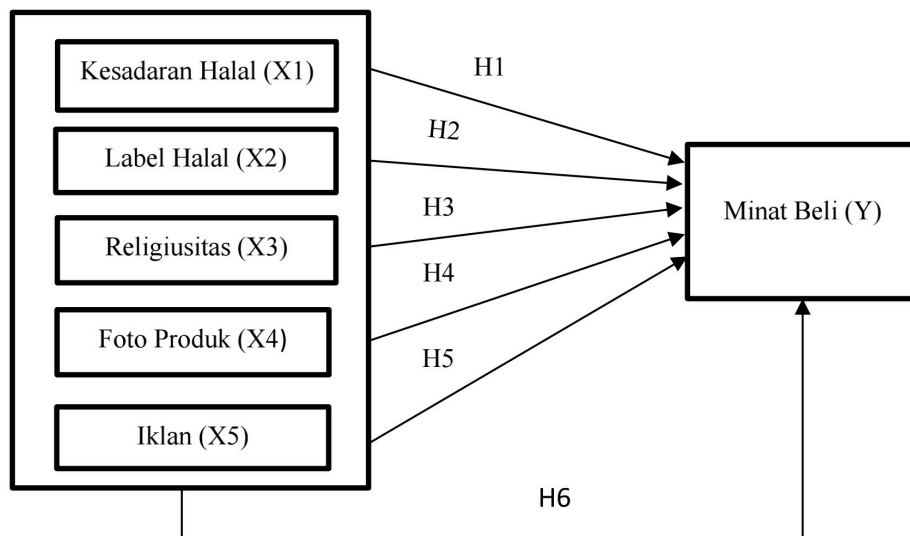 Kesadaran Halal (X1)
H1
H2
Label Halal (X2)
H3
Minat Beli (Y)
Religiusitas (X3)
H4
Foto Produk (X4)
H5
Iklan (X5)
H6